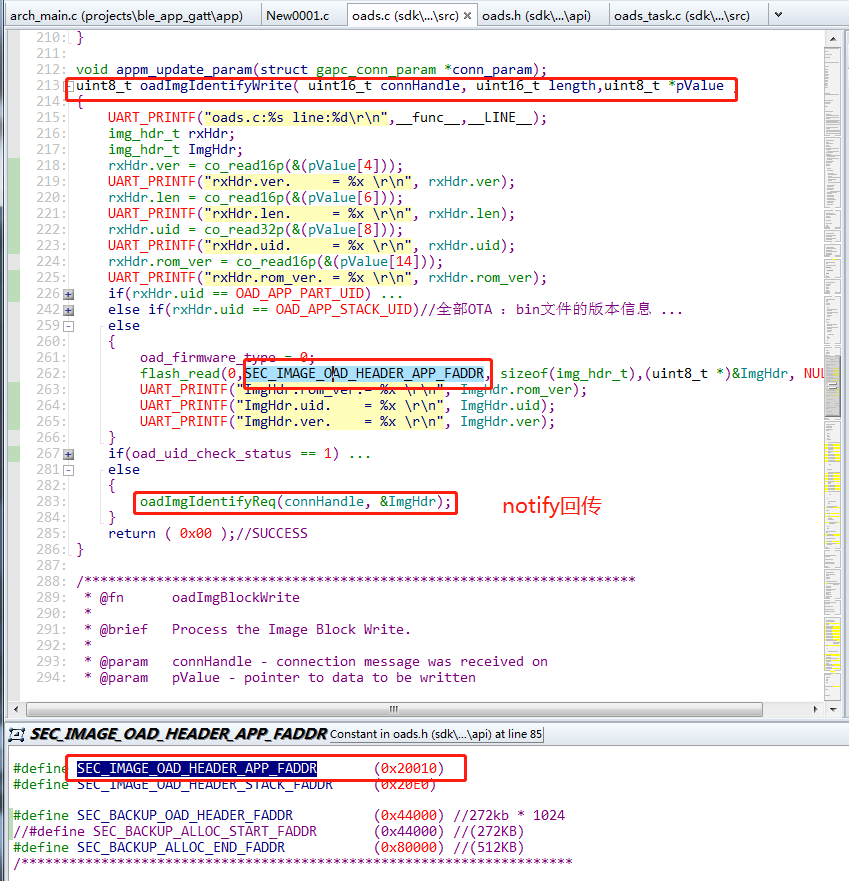 arch_main.c (projects\ble_app_gatt\app) New0001.c oads.c (sdk\...\src) oads.h (sdk\...\api) oads_task.c (sdk\...\src)
210: }
211:
212: void appm_update_param(struct gapc_conn_param *conn_param);
213 uint8_t oadImgIdentifyWrite( uint16_t connHandle, uint16_t length,uint8_t *pValue
214: {
215: UART_PRINTF("oads.c:%s line:%d\r\n",__func__,__LINE__);
216: img_hdr_t rxHdr;
217: img_hdr_t ImgHdr;
218: rxHdr.ver = co_read16p(&(pValue[4]));
219: UART_PRINTF("rxHdr.ver. = %x \r\n", rxHdr.ver);
220: rxHdr.len = co_read16p(&(pValue[6]));
221: UART_PRINTF("rxHdr.len. = %x \r\n", rxHdr.len);
222: rxHdr.uid = co_read32p(&(pValue[8]));
223: UART_PRINTF("rxHdr.uid. = %x \r\n", rxHdr.uid);
224: rxHdr.rom_ver = co_read16p(&(pValue[14]));
225: UART_PRINTF("rxHdr.rom_ver. = %x \r\n", rxHdr.rom_ver);
226 if(rxHdr.uid == OAD_APP_PART_UID) ...
242 else if(rxHdr.uid == OAD_APP_STACK_UID)//全部OTA : bin文件的版本信息 ...
259 else
260: {
261: oad_firmware_type = 0;
262: flash_read(0,SEC_IMAGE_OAD_HEADER_APP_FADDR, sizeof(img_hdr_t),(uint8_t *)&ImgHdr, NUL
263: UART_PRINTF("ImgHdr.rom_ver.= %x \r\n", ImgHdr.rom_ver);
264: UART_PRINTF("ImgHdr.uid. = %x \r\n", ImgHdr.uid);
265: UART_PRINTF("ImgHdr.ver. = %x \r\n", ImgHdr.ver);
266: }
267 if(oad_uid_check_status == 1) ...
281 else
282: {
283: oadImgIdentifyReq(connHandle, &ImgHdr); notify回传
284: }
285: return ( 0x00 );//SUCCESS
286: }
287:
288: /*******************************************************************
289: * @fn oadImgBlockWrite
290: *
291: * @brief Process the Image Block Write.
292: *
293: * @param connHandle - connection message was received on
294: * @param pValue - pointer to data to be written
SEC_IMAGE_OAD_HEADER_APP_FADDR Constant in oads.h (sdk\...\api) at line 85
#define SEC_IMAGE_OAD_HEADER_APP_FADDR (0x20010)
#define SEC_IMAGE_OAD_HEADER_STACK_FADDR (0x20E0)
#define SEC_BACKUP_OAD_HEADER_FADDR (0x44000) //272kb * 1024
//#define SEC_BACKUP_ALLOC_START_FADDR (0x44000) //(272KB)
#define SEC_BACKUP_ALLOC_END_FADDR (0x80000) //(512KB)
/*******************************************************************